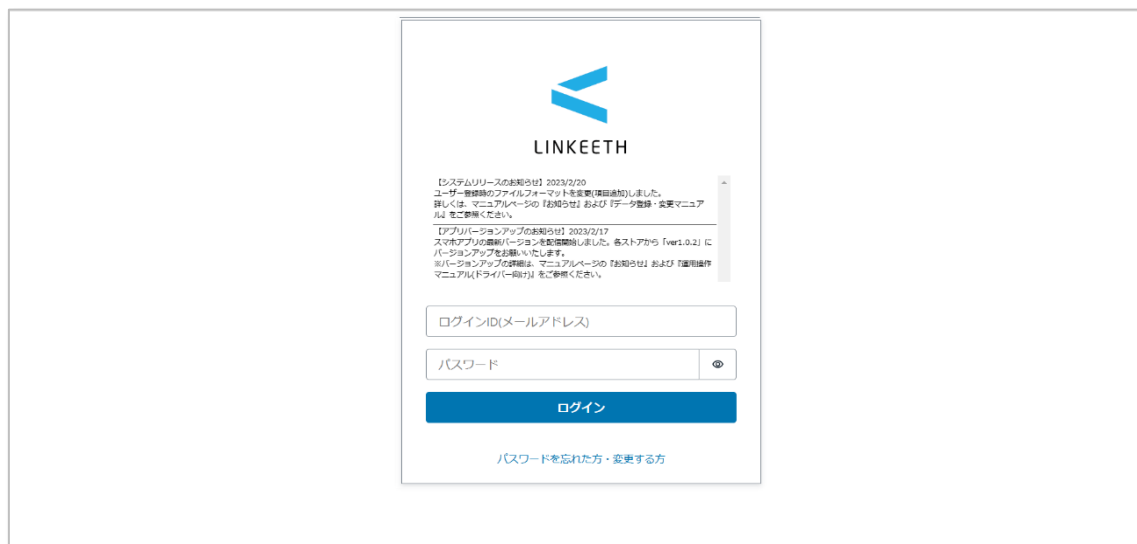 LINKEETH
【システムリリースのお知らせ】2023/2/20
ユーザー登録時のファイルフォーマットを変更(項目追加)しました。
詳しくは、マニュアルページの『お知らせ』および『データ登録・変更マニュア
ル』をご参照ください。
【アプリバージョンアップのお知らせ】2023/2/17
スマホアプリの最新バージョンを配信開始しました。各ストアから「ver1.0.2」に
バージョンアップをお願いいたします。
※バージョンアップの詳細は、マニュアルページの『お知らせ』および『運用操作
マニュアル(ドライバー向け)』をご参照ください。
ログインID(メールアドレス)
パスワード
ログイン
パスワードを忘れた方・変更する方